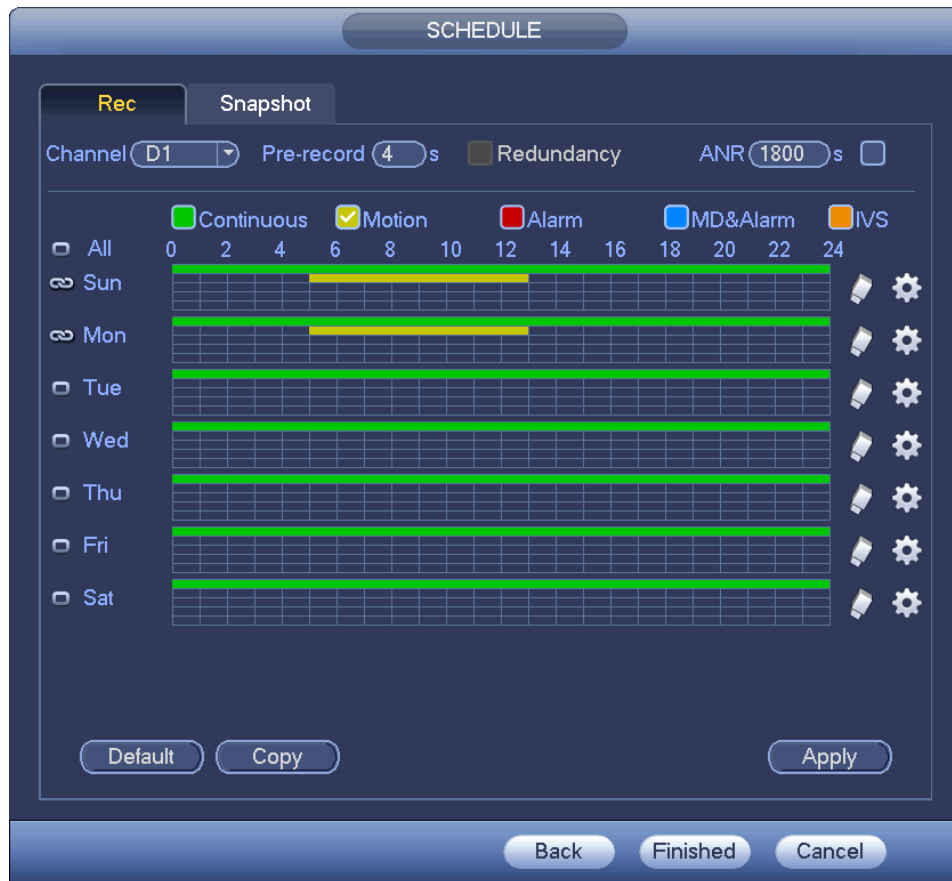 SCHEDULE
Rec Snapshot
Channel D1 Pre-record 4 s Redundancy ANR 1800 s
Continuous Motion Alarm MD&Alarm IVS
All 0 2 4 6 8 10 12 14 16 18 20 22 24
Sun
Mon
Tue
Wed
Thu
Fri
Sat
Default Copy Apply
Back Finished Cancel